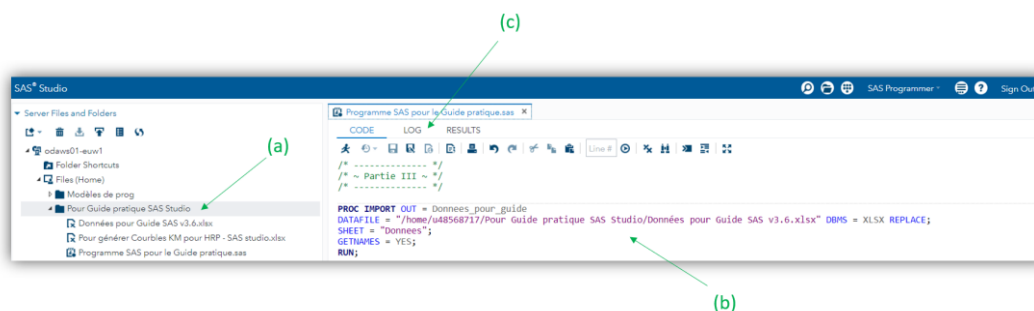 (c)
SAS® Studio
SAS Programmer
Sign Out
Server Files and Folders
Programme SAS pour le Guide pratique.sas
CODE LOG RESULTS
(a)
Line #
odaws01-euw1
Folder Shortcuts
Files (Home)
Modèles de prog
Pour Guide pratique SAS Studio
Données pour Guide SAS v3.6.xlsx
Pour générer Courbles KM pour HRP - SAS studio.xlsx
Programme SAS pour le Guide pratique.sas
/* -------------- */
/* ~ Partie III ~ */
/* -------------- */
PROC IMPORT OUT = Donnees_pour_guide
DATAFILE = "/home/u48568717/Pour Guide pratique SAS Studio/Données pour Guide SAS v3.6.xlsx" DBMS = XLSX REPLACE;
SHEET = "Donnees";
GETNAMES = YES;
RUN;
(b)